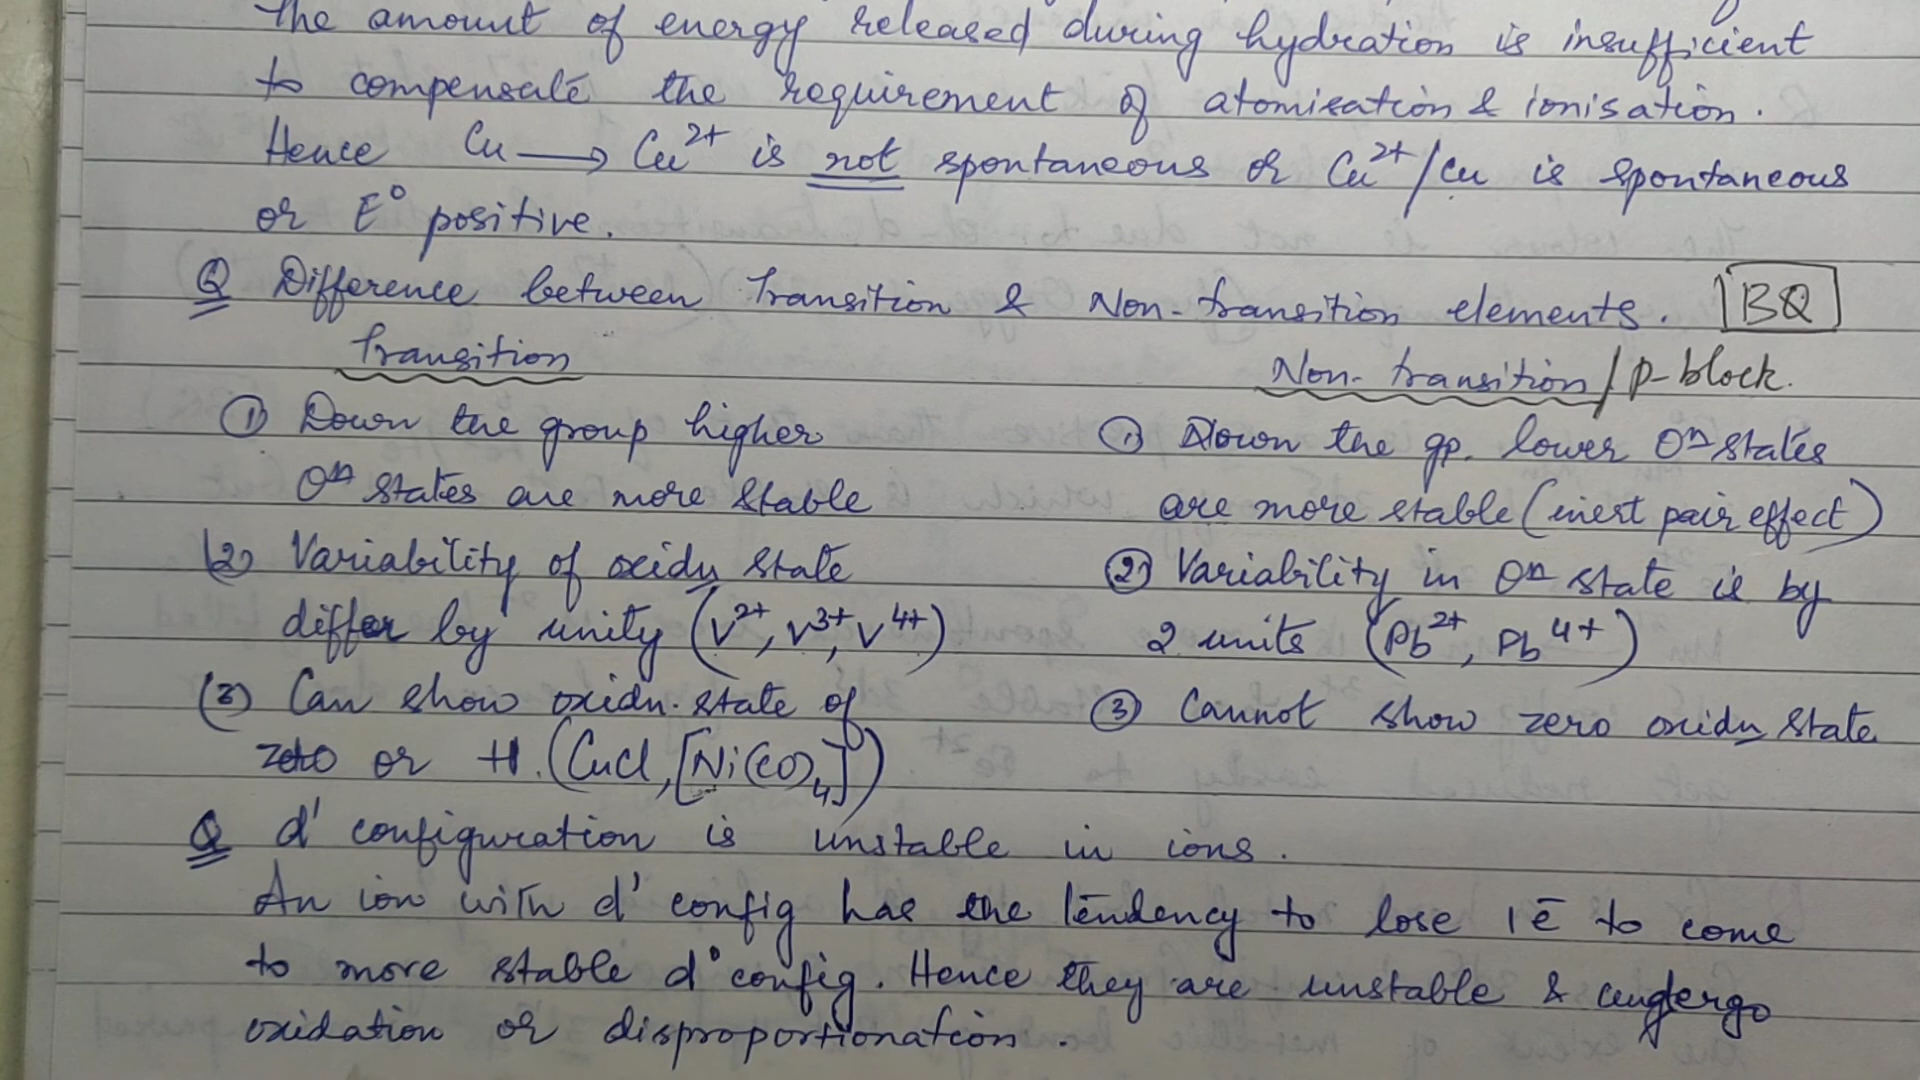 the amount of energy released during hydration is insufficient
to compensate the requirement of atomisation & ionisation.
Hence Cu → Cu²⁺ is not spontaneous or Cu²⁺/Cu is spontaneous
or E° positive.
Q Difference between Transition & Non-transition elements. BQ
Transition
Non-transition/p-block.
① Down the group higher
Oⁿ states are more stable
(2) Variability of oxidn state
differ by unity (V²⁺, V³⁺, V⁴⁺)
(3) Can show oxidn. state of
zero or +1. (CuCl, [Ni(CO)₄])
① Down the gp. lower Oⁿ states
are more stable (inert pair effect)
② Variability in Oⁿ state is by
2 units (Pb²⁺, Pb⁴⁺)
③ Cannot show zero oxidn state
Q d' configuration is unstable in ions.
An ion with d' config has the tendency to lose 1ē to come
to more stable d° config. Hence they are unstable & undergo
oxidation or disproportionation.